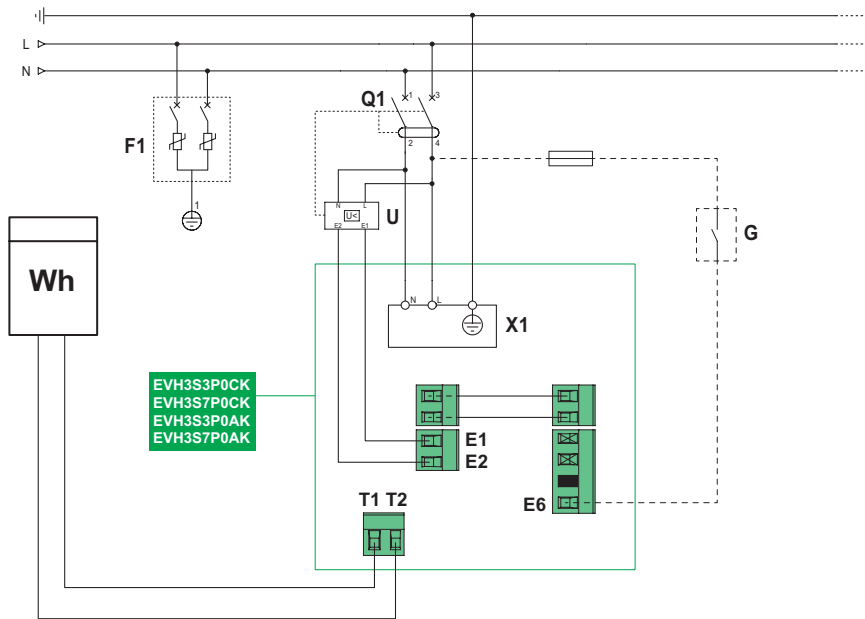 L
N
Q1
1
3
2
4
F1
1
N
L
U<
E2
E1
U
G
Wh
N
L
X1
EVH3S3P0CK
EVH3S7P0CK
EVH3S3P0AK
EVH3S7P0AK
E1
E2
T1 T2
E6